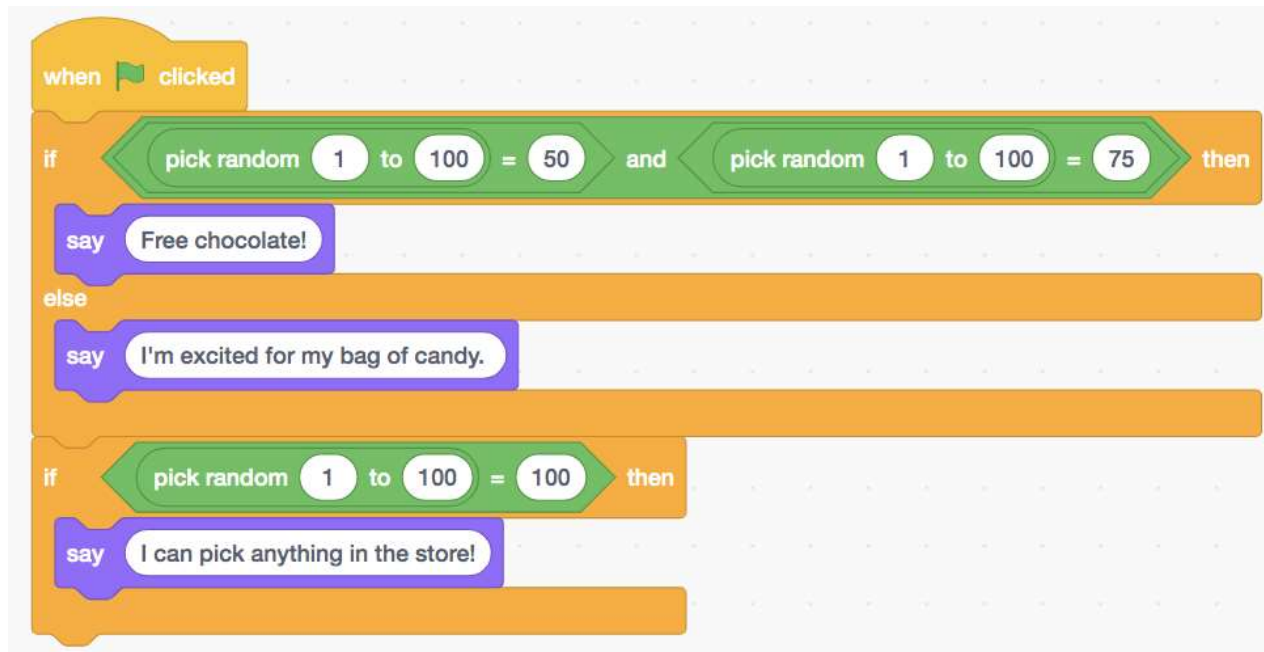 when clicked
if pick random 1 to 100 = 50 and pick random 1 to 100 = 75 then
say Free chocolate!
else
say I'm excited for my bag of candy.
if pick random 1 to 100 = 100 then
say I can pick anything in the store!